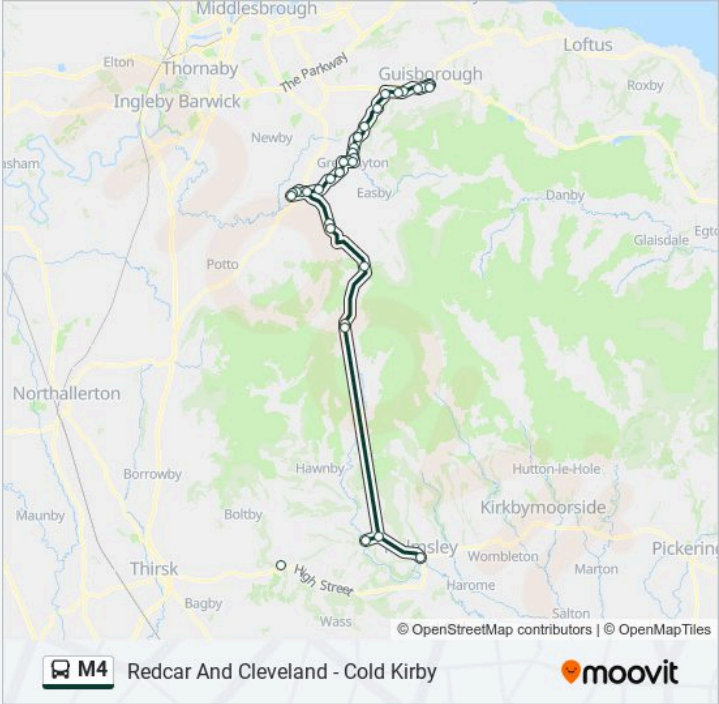 Middlesbrough
Loftus
Elton
Thornaby
The Parkway
Guisborough
Roxby
Ingleby Barwick
Newby
Easby
Danby
Glaisdale
Potto
Northallerton
Hawnby
Hutton-le-Hole
Borrowby
Kirkbymoorside
Maunby
Boltby
Wombleton
Pickering
Thirsk
High Street
Marton
Harome
Bagby
Salton
Wass
© OpenStreetMap contributors | © OpenMapTiles
M4 Redcar And Cleveland - Cold Kirby
moovit